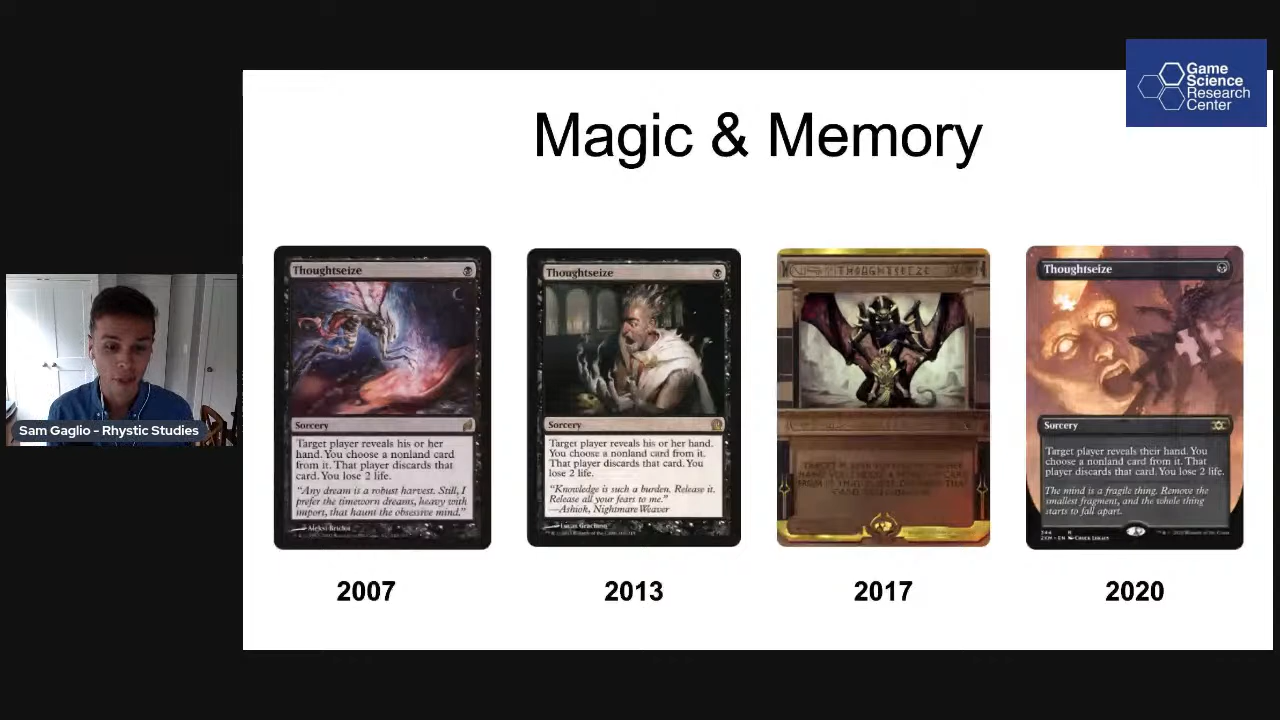 Game
Science
Research
Center
Magic & Memory
Thoughtseize
Sorcery
Target player reveals his or her
hand. You choose a nonland card
from it. That player discards that
card. You lose 2 life.
"Any dream is a robust harvest. Still, I
prefer the timeworn dreams, heavy with
import, that haunt the obsessive mind."
Thoughtseize
Sorcery
Target player reveals his or her hand.
You choose a nonland card from it.
That player discards that card. You
lose 2 life.
"Knowledge is such a burden. Release it.
Release all your fears to me."
—Ashiok, Nightmare Weaver
THOUGHTSEIZE
Thoughtseize
Sorcery
Target player reveals their hand. You
choose a nonland card from it. That
player discards that card. You lose 2 life.
The mind is a fragile thing. Remove the
smallest fragment, and the whole thing
starts to fall apart.
2007
2013
2017
2020
Sam Gaglio - Rhystic Studies